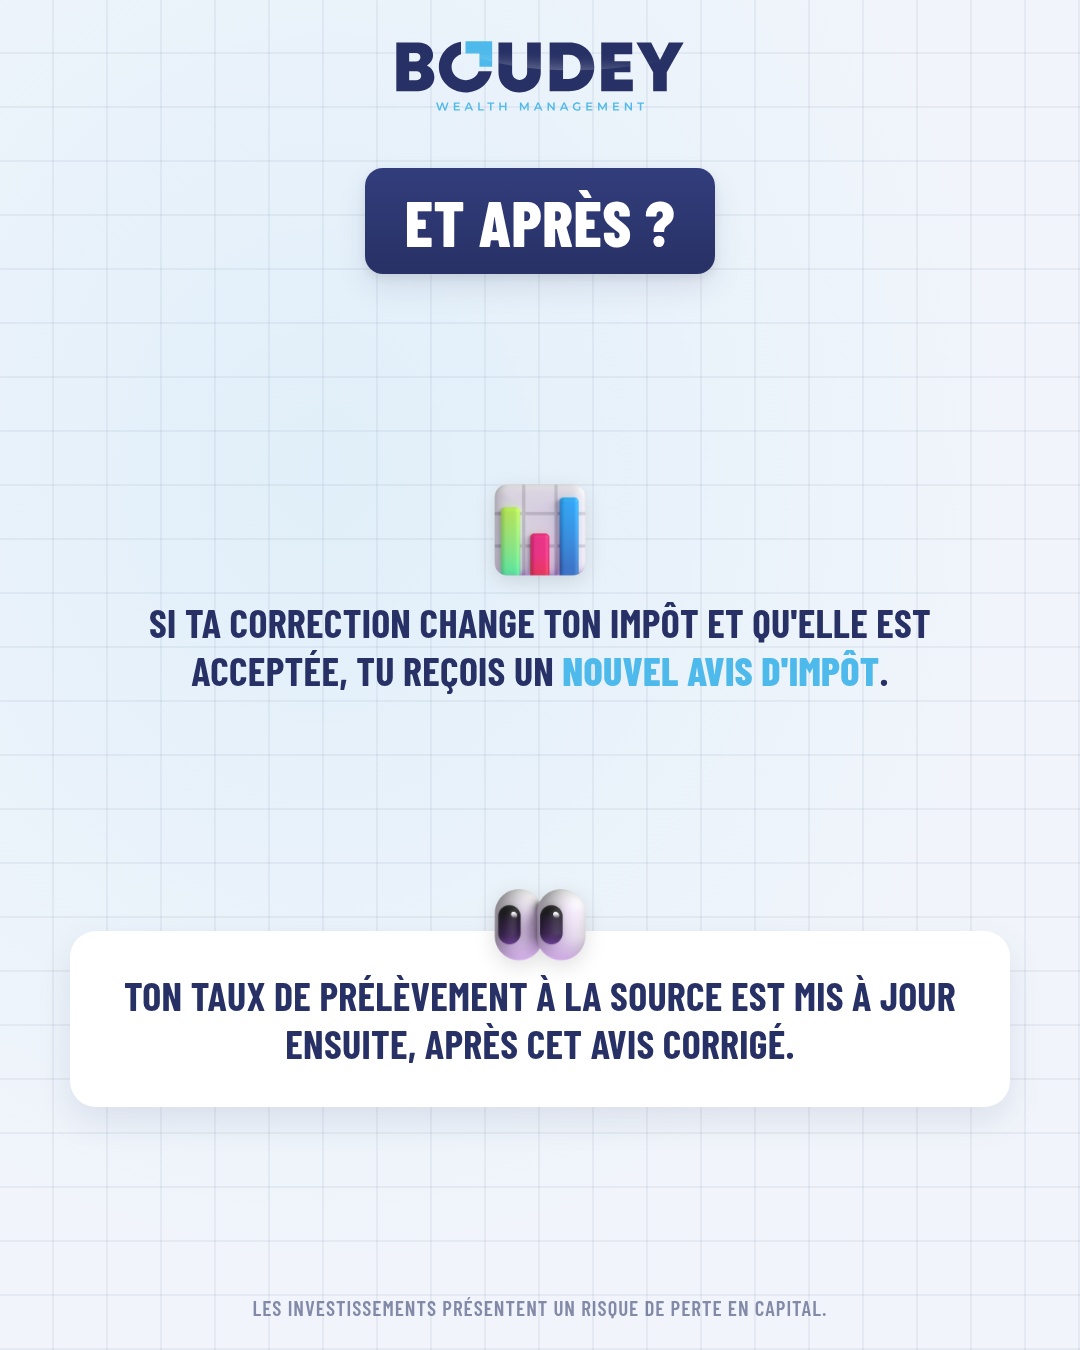 BOUDEY
WEALTH MANAGEMENT
ET APRÈS ?
SI TA CORRECTION CHANGE TON IMPÔT ET QU'ELLE EST
ACCEPTÉE, TU REÇOIS UN NOUVEL AVIS D'IMPÔT.
TON TAUX DE PRÉLÈVEMENT À LA SOURCE EST MIS À JOUR
ENSUITE, APRÈS CET AVIS CORRIGÉ.
LES INVESTISSEMENTS PRÉSENTENT UN RISQUE DE PERTE EN CAPITAL.